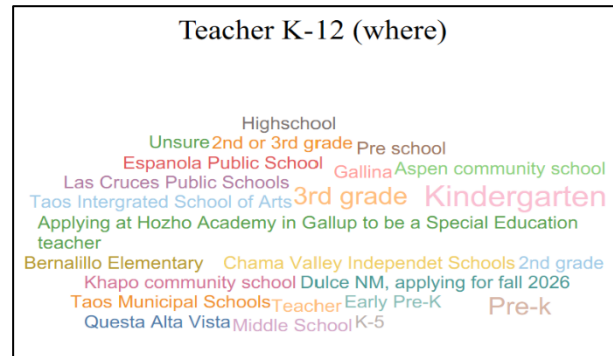 Teacher K-12 (where)
Highschool
Unsure 2nd or 3rd grade Pre school
Espanola Public School Gallina Aspen community school
Las Cruces Public Schools
Taos Intergrated School of Arts 3rd grade Kindergarten
Applying at Hozho Academy in Gallup to be a Special Education
teacher
Bernalillo Elementary Chama Valley Independet Schools 2nd grade
Khapo community school Dulce NM, applying for fall 2026
Taos Municipal Schools Teacher Early Pre-K Pre-k
Questa Alta Vista Middle School K-5